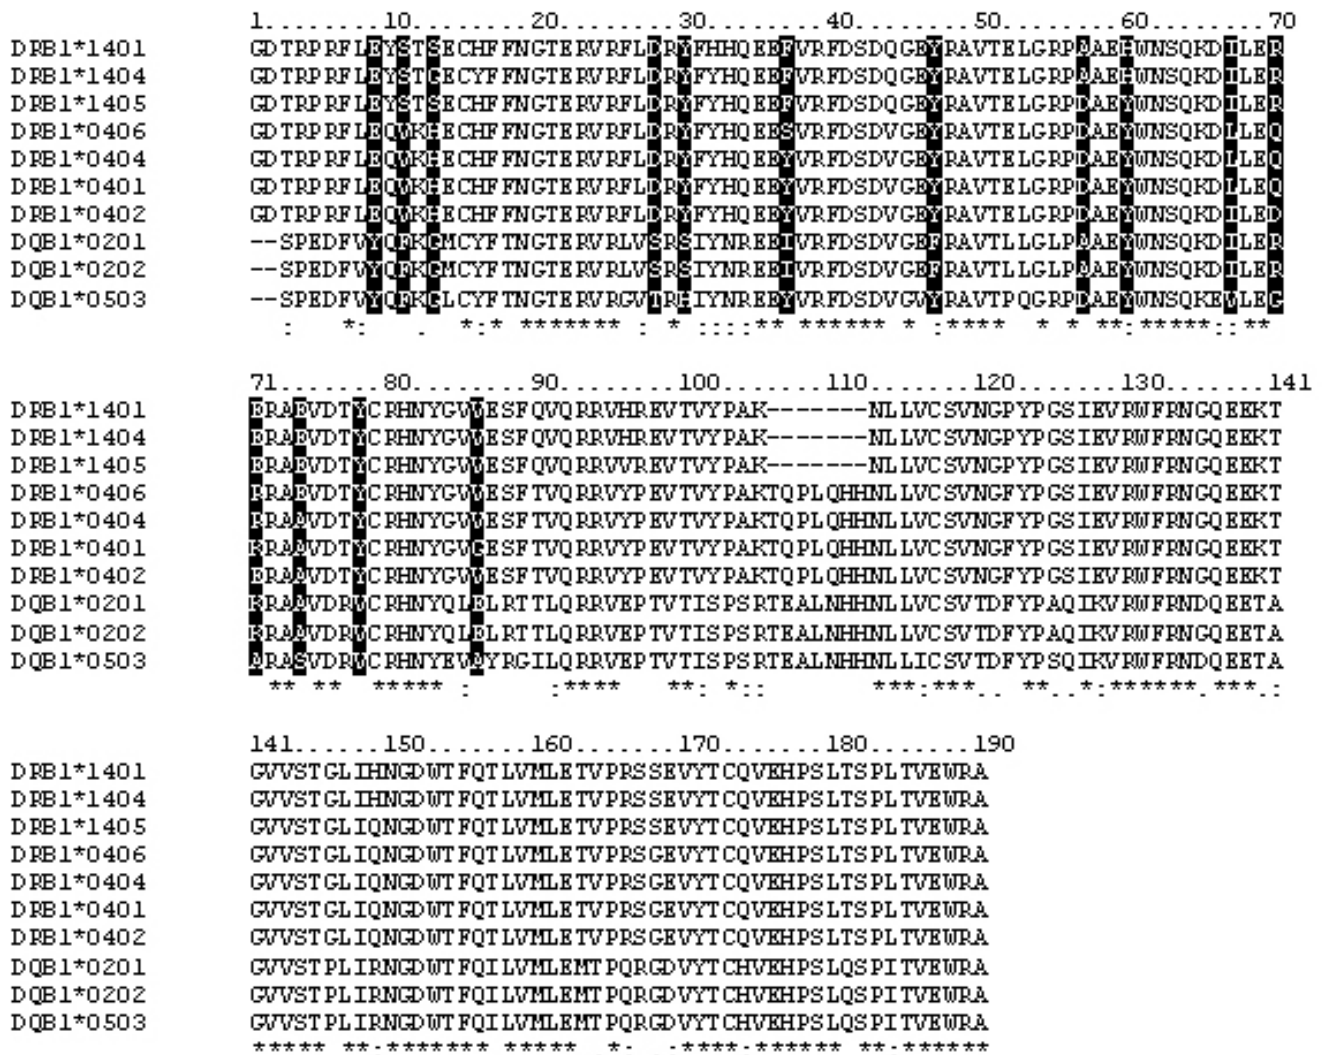 1........10........20........30........40........50........60........70
DRB1*1401 GDTRPRFLEYSTSECHFFNGTERVRFLDRYFHHQEEFVRFDSDQGEYRAVTELGRPAAEHWNSQKDILER
DRB1*1404 GDTRPRFLEYSTGECYFFNGTERVRFLDRYFYHQEEFVRFDSDQGEYRAVTELGRPAAEHWNSQKDILER
DRB1*1405 GDTRPRFLEYSTSECHFFNGTERVRFLDRYFYHQEEFVRFDSDQGEYRAVTELGRPDAEYWNSQKDILER
DRB1*0406 GDTRPRFLEQVKHECHFFNGTERVRFLDRYFYHQEESVRFDSDVGEYRAVTELGRPDAEYWNSQKDLLEQ
DRB1*0404 GDTRPRFLEQVKHECHFFNGTERVRFLDRYFYHQEEYVRFDSDVGEYRAVTELGRPDAEYWNSQKDLLEQ
DRB1*0401 GDTRPRFLEQVKHECHFFNGTERVRFLDRYFYHQEEYVRFDSDVGEYRAVTELGRPDAEYWNSQKDLLEQ
DRB1*0402 GDTRPRFLEQVKHECHFFNGTERVRFLDRYFYHQEEYVRFDSDVGEYRAVTELGRPDAEYWNSQKDILED
DQB1*0201 --SPEDFVYQFKGMCYFTNGTERVRLVSRSIYNREEIVRFDSDVGEFRAVTLLGLPAAEYWNSQKDILER
DQB1*0202 --SPEDFVYQFKGMCYFTNGTERVRLVSRSIYNREEIVRFDSDVGEFRAVTLLGLPAAEYWNSQKDILER
DQB1*0503 --SPEDFVYQFKGLCYFTNGTERVRGVTRHIYNREEYVRFDSDVGVYRAVTPQGRPDAEYWNSQKEVLEG
: *: . *:* ******* : * ::::** ****** * ***** * * **:*****:: **
71.......80........90........100.......110.......120.......130.......141
DRB1*1401 ERAEVDTYCRHNYGVVESFQVQRRVHREVTVYPAK-------NLLVCSVNGPYPGSIEVRWFRNGQEEKT
DRB1*1404 ERAEVDTYCRHNYGVVESFQVQRRVHREVTVYPAK-------NLLVCSVNGPYPGSIEVRWFRNGQEEKT
DRB1*1405 ERAEVDTYCRHNYGVVESFQVQRRVVREVTVYPAK-------NLLVCSVNGPYPGSIEVRWFRNGQEEKT
DRB1*0406 RRAEVDTYCRHNYGVVESFTVQRRVYPEVTVYPAKTQPLQHHNLLVCSVNGFYPGSIEVRWFRNGQEEKT
DRB1*0404 RRAAVDTYCRHNYGVVESFTVQRRVYPEVTVYPAKTQPLQHHNLLVCSVNGFYPGSIEVRWFRNGQEEKT
DRB1*0401 KRAAVDTYCRHNYGVGESFTVQRRVYPEVTVYPAKTQPLQHHNLLVCSVNGFYPGSIEVRWFRNGQEEKT
DRB1*0402 ERAAVDTYCRHNYGVVESFTVQRRVYPEVTVYPAKTQPLQHHNLLVCSVNGFYPGSIEVRWFRNGQEEKT
DQB1*0201 KRAAVDRVCRHNYQLELRTTLQRRVEPTVTISPSRTEALNHHNLLVCSVTDFYPAQIKVRWFRNDQEETA
DQB1*0202 KRAAVDRVCRHNYQLELRTTLQRRVEPTVTISPSRTEALNHHNLLVCSVTDFYPAQIKVRWFRNDQEETA
DQB1*0503 ARASVDRVCRHNYEVAYRGILQRRVEPTVTISPSRTEALNHHNLLICSVTDFYPSQIKVRWFRNDQEETA
** ** ***** : :**** **: *:: ***:***.. **..*:******.***.:
141......150.......160.......170.......180.......190
DRB1*1401 GVVSTGLIHNGDWTFQTLVMLETVPRSSEVYTCQVEHPSLTSPLTVEWRA
DRB1*1404 GVVSTGLIHNGDWTFQTLVMLETVPRSSEVYTCQVEHPSLTSPLTVEWRA
DRB1*1405 GVVSTGLIQNGDWTFQTLVMLETVPRSSEVYTCQVEHPSLTSPLTVEWRA
DRB1*0406 GVVSTGLIQNGDWTFQTLVMLETVPRSGEVYTCQVEHPSLTSPLTVEWRA
DRB1*0404 GVVSTGLIQNGDWTFQTLVMLETVPRSGEVYTCQVEHPSLTSPLTVEWRA
DRB1*0401 GVVSTGLIQNGDWTFQTLVMLETVPRSGEVYTCQVEHPSLTSPLTVEWRA
DRB1*0402 GVVSTGLIQNGDWTFQTLVMLETVPRSGEVYTCQVEHPSLTSPLTVEWRA
DQB1*0201 GVVSTPLIRNGDWTFQILVMLEMTPQRGDVYTCHVEHPSLQSPITVEWRA
DQB1*0202 GVVSTPLIRNGDWTFQILVMLEMTPQRGDVYTCHVEHPSLQSPITVEWRA
DQB1*0503 GVVSTPLIRNGDWTFQILVMLEMTPQRGDVYTCHVEHPSLQSPITVEWRA
***** **.******* ***** *. .****.****** **.******